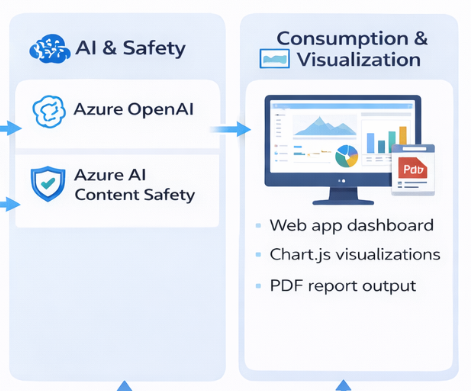 AI & Safety
Azure OpenAI
Azure AI
Content Safety
Consumption &
Visualization
Pdb
Web app dashboard
Chart.js visualizations
PDF report output